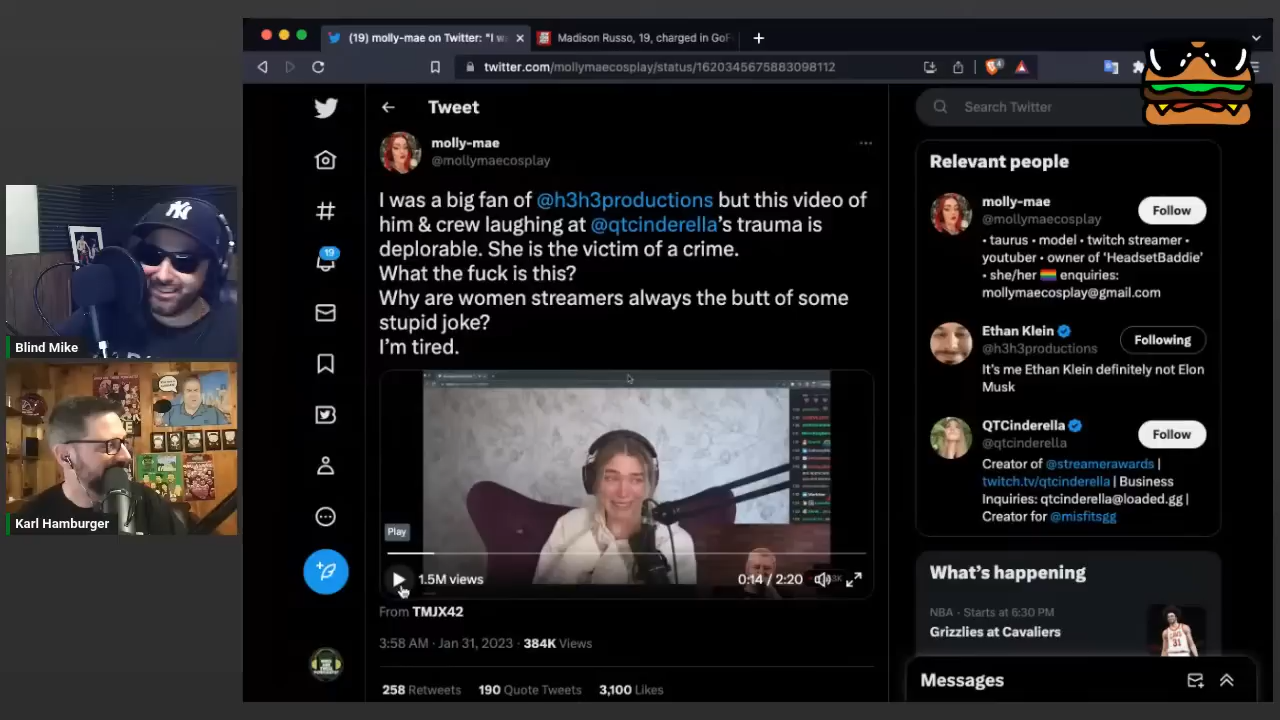 (19) molly-mae on Twitter: "I w
Madison Russo, 19, charged in GoF
twitter.com/mollymaecosplay/status/1620345675883098112
Tweet
molly-mae
@mollymaecosplay
I was a big fan of @h3h3productions but this video of
him & crew laughing at @qtcinderella's trauma is
deplorable. She is the victim of a crime.
What the fuck is this?
Why are women streamers always the butt of some
stupid joke?
I'm tired.
Play
1.5M views
0:14 / 2:20
From TMJX42
3:58 AM · Jan 31, 2023 · 384K Views
258 Retweets 190 Quote Tweets 3,100 Likes
19
Search Twitter
Relevant people
molly-mae
@mollymaecosplay
Follow
• taurus • model • twitch streamer •
youtuber • owner of 'HeadsetBaddie'
• she/her 🏳️‍🌈 enquiries:
mollymaecosplay@gmail.com
Ethan Klein
@h3h3productions
Following
It's me Ethan Klein definitely not Elon
Musk
QTCinderella
@qtcinderella
Follow
Creator of @streamerawards |
twitch.tv/qtcinderella | Business
Inquiries: qtcinderella@loaded.gg |
Creator for @misfitsgg
What's happening
NBA · Starts at 6:30 PM
Grizzlies at Cavaliers
Messages
Blind Mike
Karl Hamburger